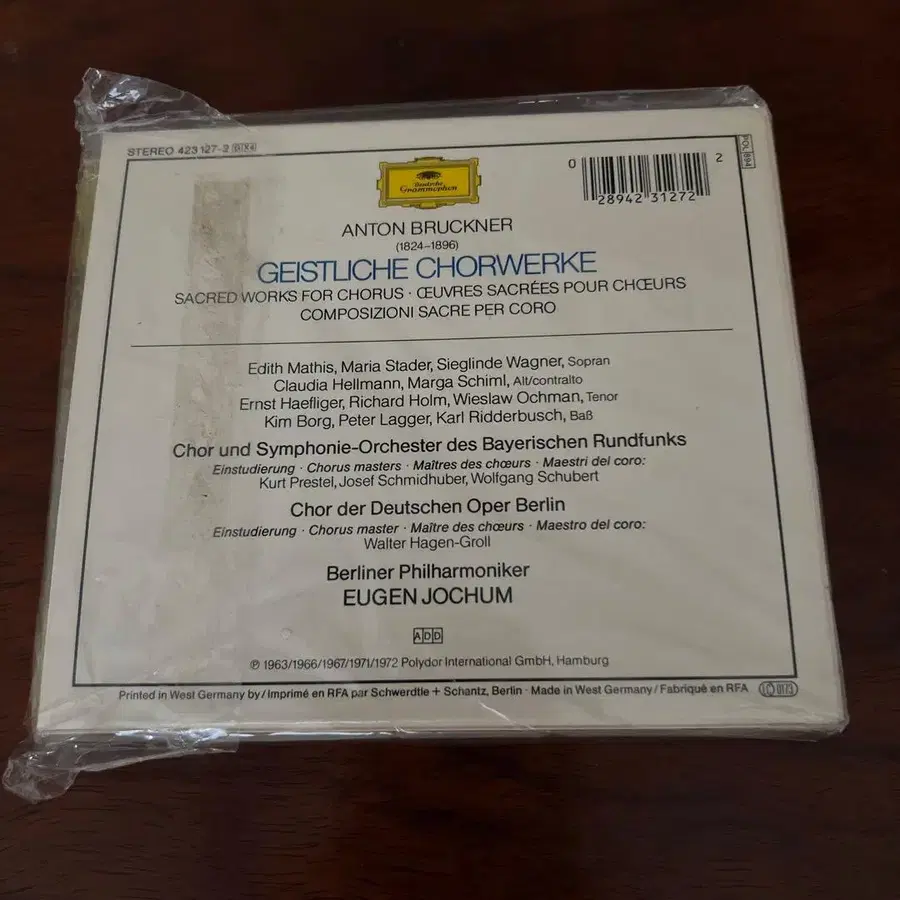 STEREO 423 127-2 GX4
POL 894
Deutsche
Grammophon
0 28942 31272 2
ANTON BRUCKNER
(1824–1896)
GEISTLICHE CHORWERKE
SACRED WORKS FOR CHORUS · ŒUVRES SACRÉES POUR CHŒURS
COMPOSIZIONI SACRE PER CORO
Edith Mathis, Maria Stader, Sieglinde Wagner, Sopran
Claudia Hellmann, Marga Schiml, Alt/contralto
Ernst Haefliger, Richard Holm, Wieslaw Ochman, Tenor
Kim Borg, Peter Lagger, Karl Ridderbusch, Baß
Chor und Symphonie-Orchester des Bayerischen Rundfunks
Einstudierung · Chorus masters · Maîtres des chœurs · Maestri del coro:
Kurt Prestel, Josef Schmidhuber, Wolfgang Schubert
Chor der Deutschen Oper Berlin
Einstudierung · Chorus master · Maître des chœurs · Maestro del coro:
Walter Hagen-Groll
Berliner Philharmoniker
EUGEN JOCHUM
ADD
℗ 1963/1966/1967/1971/1972 Polydor International GmbH, Hamburg
Printed in West Germany by / Imprimé en RFA par Schwerdtle + Schantz, Berlin · Made in West Germany / Fabriqué en RFA